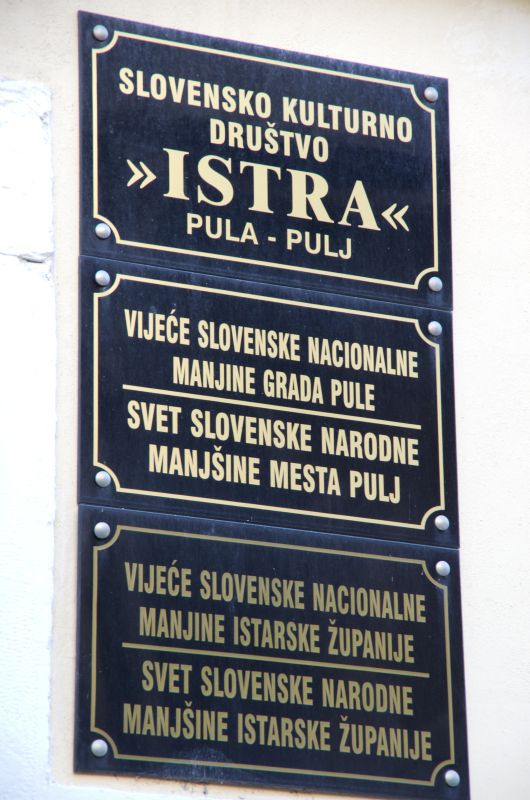 SLOVENSKO KULTURNO
DRUŠTVO
»ISTRA«
PULA - PULJ
VIJEĆE SLOVENSKE NACIONALNE
MANJINE GRADA PULE
SVET SLOVENSKE NARODNE
MANJŠINE MESTA PULJ
VIJEĆE SLOVENSKE NACIONALNE
MANJINE ISTARSKE ŽUPANIJE
SVET SLOVENSKE NARODNE
MANJŠINE ISTARSKE ŽUPANIJE